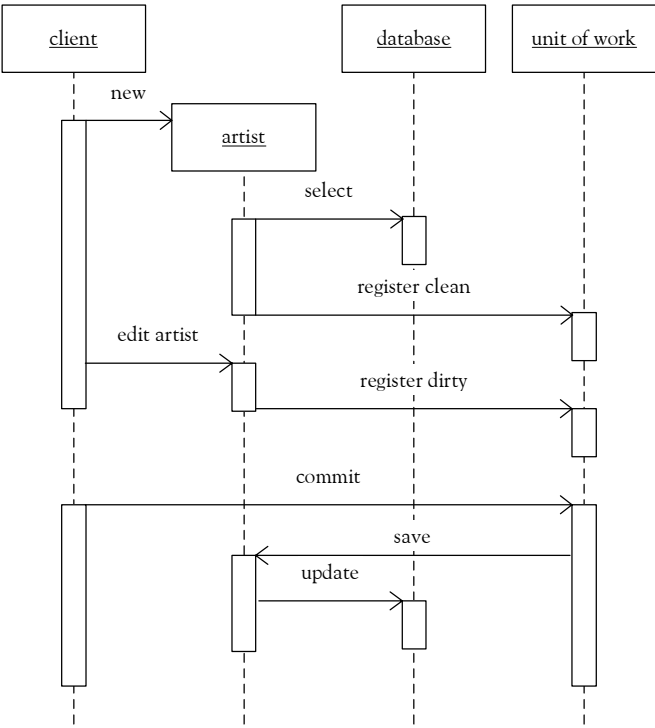 client
database
unit of work
new
artist
select
register clean
edit artist
register dirty
commit
save
update